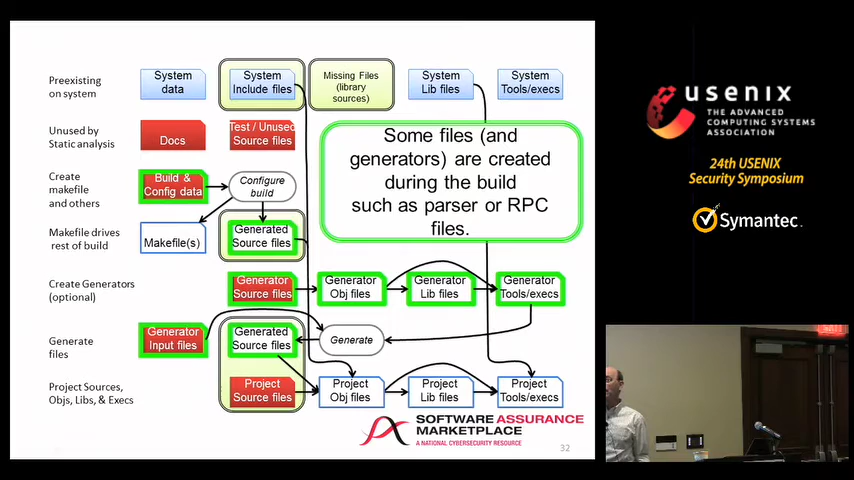 Preexisting
on system
System
data
System
Include files
Missing Files
(library
sources)
System
Lib files
System
Tools/execs
Unused by
Static analysis
Docs
Test / Unused
Source files
Some files (and
generators) are created
during the build
such as parser or RPC
files.
Create
makefile
and others
Build &
Config data
Configure
build
Makefile drives
rest of build
Makefile(s)
Generated
Source files
Create Generators
(optional)
Generator
Source files
Generator
Obj files
Generator
Lib files
Generator
Tools/execs
Generate
files
Generator
Input files
Generated
Source files
Generate
Project Sources,
Objs, Libs, & Execs
Project
Source files
Project
Obj files
Project
Lib files
Project
Tools/execs
SOFTWARE ASSURANCE
MARKETPLACE
A NATIONAL CYBERSECURITY RESOURCE
32
usenix
THE ADVANCED
COMPUTING SYSTEMS
ASSOCIATION
24th USENIX
Security Symposium
Symantec.